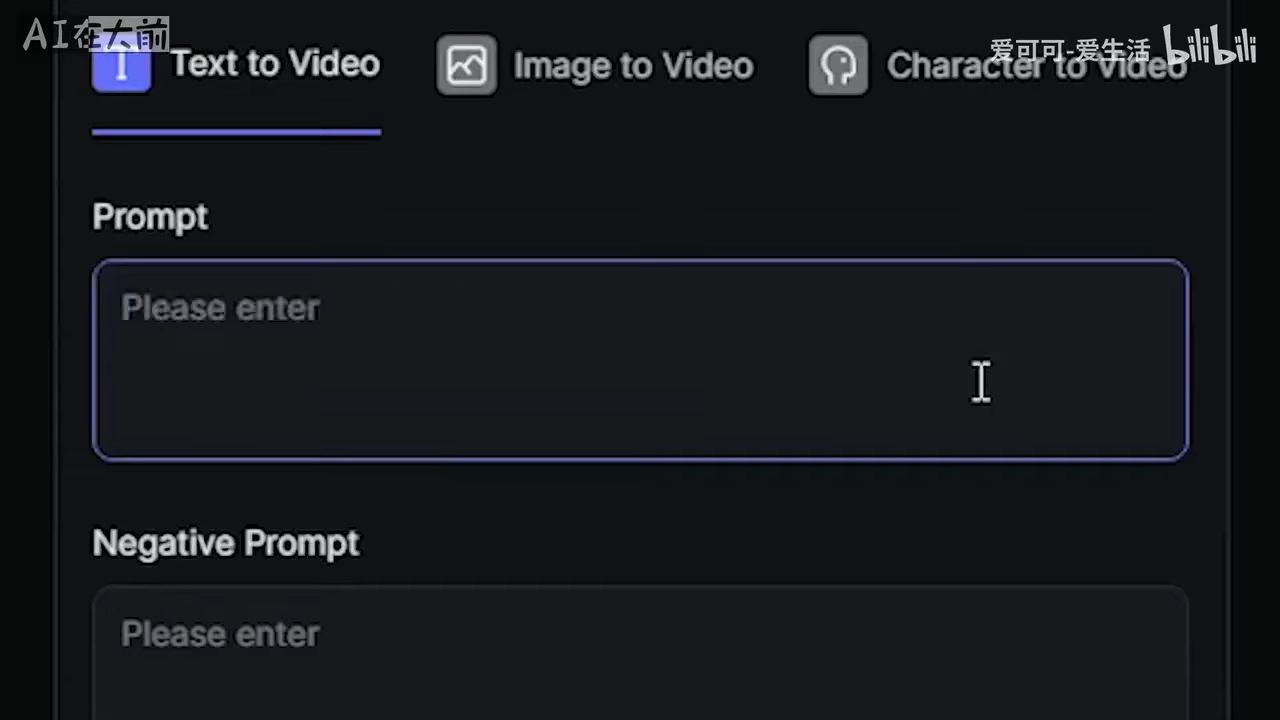 AI在大前
爱可可-爱生活 bilibili
T Text to Video
Image to Video
Character to Video
Prompt
Please enter
Negative Prompt
Please enter